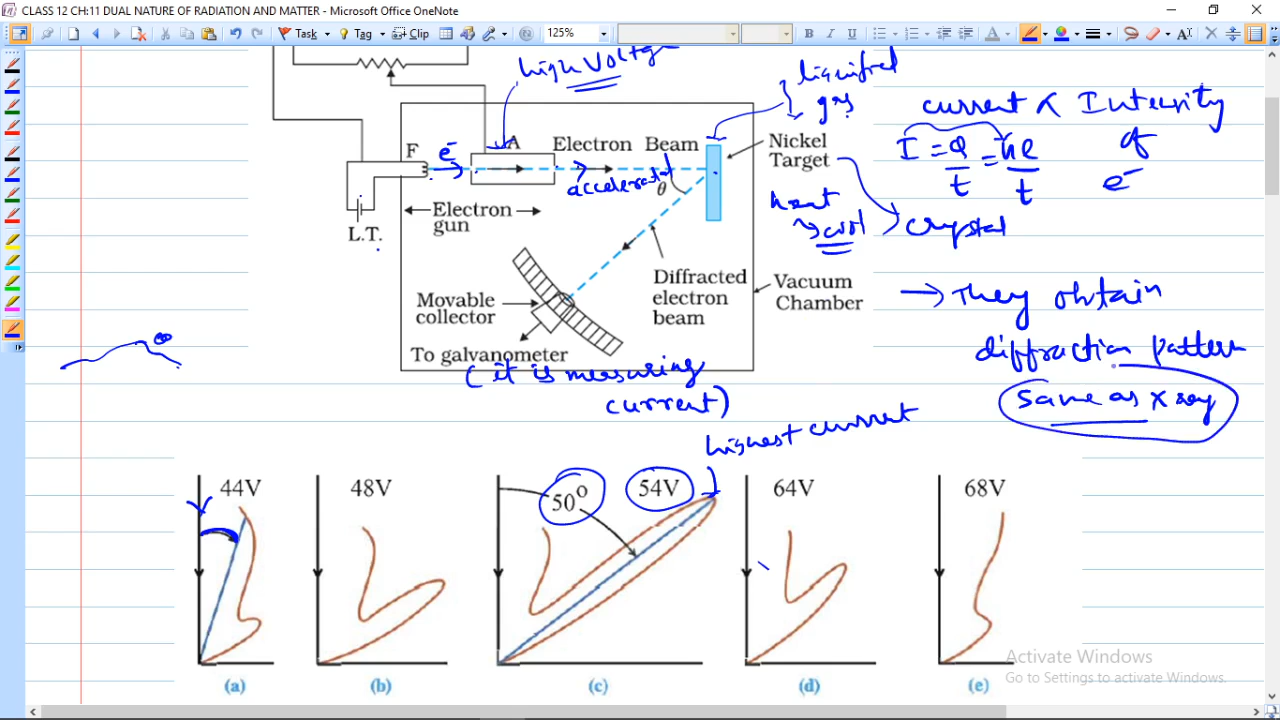 CLASS 12 CH:11 DUAL NATURE OF RADIATION AND MATTER - Microsoft Office OneNote
Task
Tag
Clip
125%
B I U
high Voltage
liquified
gas
current ∝ Intensity
of
e-
I = Q/t = ne/t
F
e-
A
Electron Beam
accelerated
θ
Nickel
Target
heat
→ cool
crystal
Electron
gun
L.T.
Diffracted
electron
beam
Vacuum
Chamber
Movable
collector
To galvanometer
(it is measuring
current)
→ They obtain
diffraction pattern
same as x ray
highest current
44V
48V
50°
54V
64V
68V
(a)
(b)
(c)
(d)
(e)
Activate Windows
Go to Settings to activate Windows.